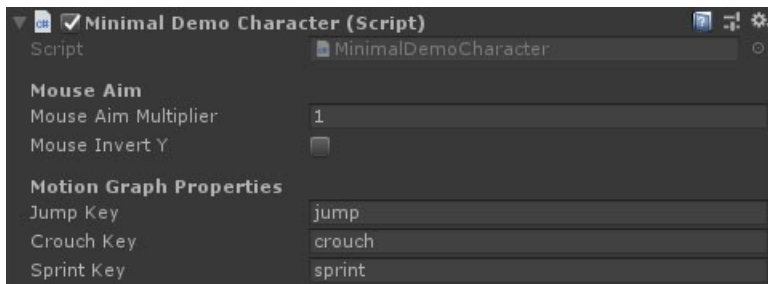 Minimal Demo Character (Script)
Script MinimalDemoCharacter
Mouse Aim
Mouse Aim Multiplier 1
Mouse Invert Y
Motion Graph Properties
Jump Key jump
Crouch Key crouch
Sprint Key sprint